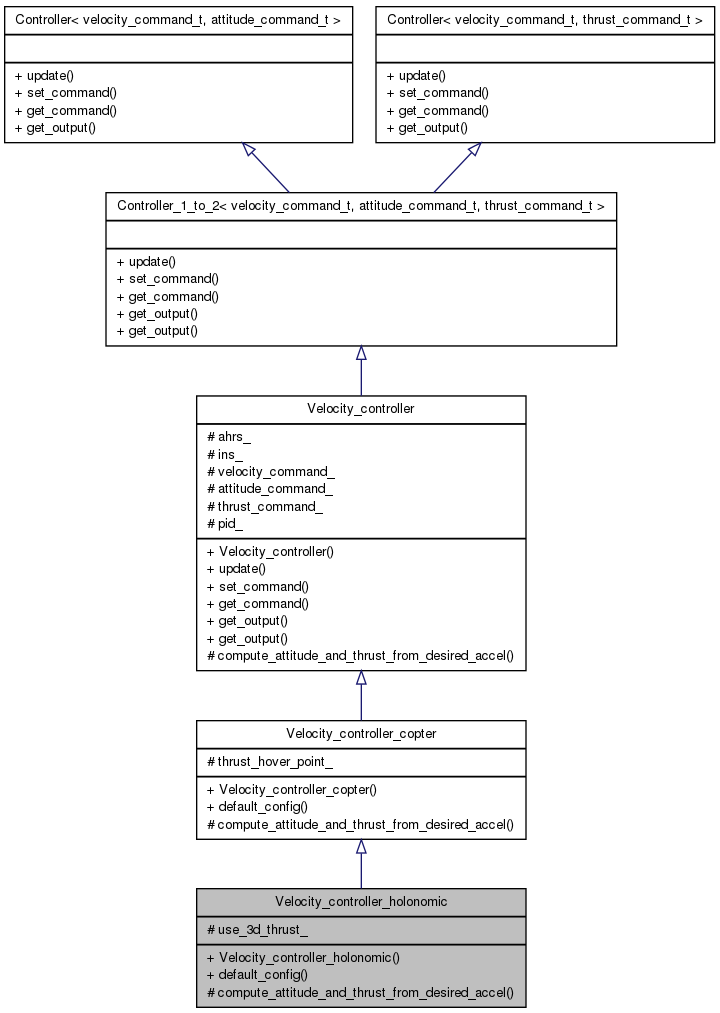 Controller< velocity_command_t, attitude_command_t >
+ update()
+ set_command()
+ get_command()
+ get_output()
Controller< velocity_command_t, thrust_command_t >
+ update()
+ set_command()
+ get_command()
+ get_output()
Controller_1_to_2< velocity_command_t, attitude_command_t, thrust_command_t >
+ update()
+ set_command()
+ get_command()
+ get_output()
+ get_output()
Velocity_controller
# ahrs_
# ins_
# velocity_command_
# attitude_command_
# thrust_command_
# pid_
+ Velocity_controller()
+ update()
+ set_command()
+ get_command()
+ get_output()
+ get_output()
# compute_attitude_and_thrust_from_desired_accel()
Velocity_controller_copter
# thrust_hover_point_
+ Velocity_controller_copter()
+ default_config()
# compute_attitude_and_thrust_from_desired_accel()
Velocity_controller_holonomic
# use_3d_thrust_
+ Velocity_controller_holonomic()
+ default_config()
# compute_attitude_and_thrust_from_desired_accel()